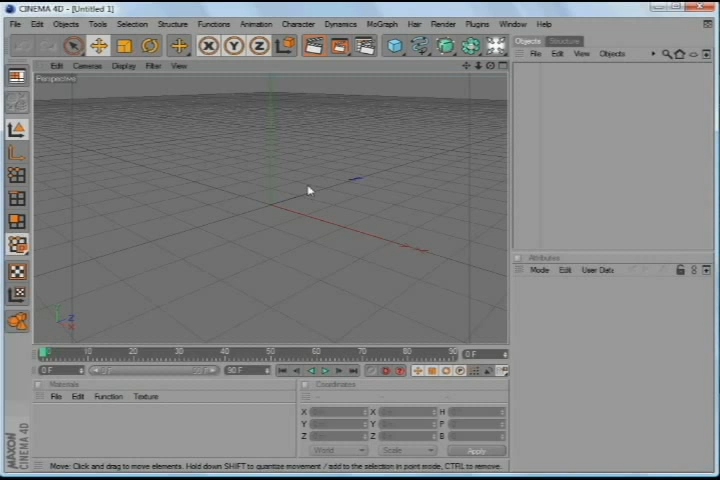 CINEMA 4D - [Untitled 1]
File Edit Objects Tools Selection Structure Functions Animation Character Dynamics MoGraph Hair Render Plugins Window Help
X Y Z
Objects Structure
File Edit View Objects
Edit Cameras Display Filter View
Perspective
Y Z X
Attributes
Mode Edit User Data
0 10 20 30 40 50 60 70 80 90 0 F
0 F 90 F
Materials
File Edit Function Texture
Coordinates
X X H
Y Y P
Z Z B
World Scale Apply
MAXON
CINEMA 4D
Move: Click and drag to move elements. Hold down SHIFT to quantize movement / add to the selection in point mode, CTRL to remove.